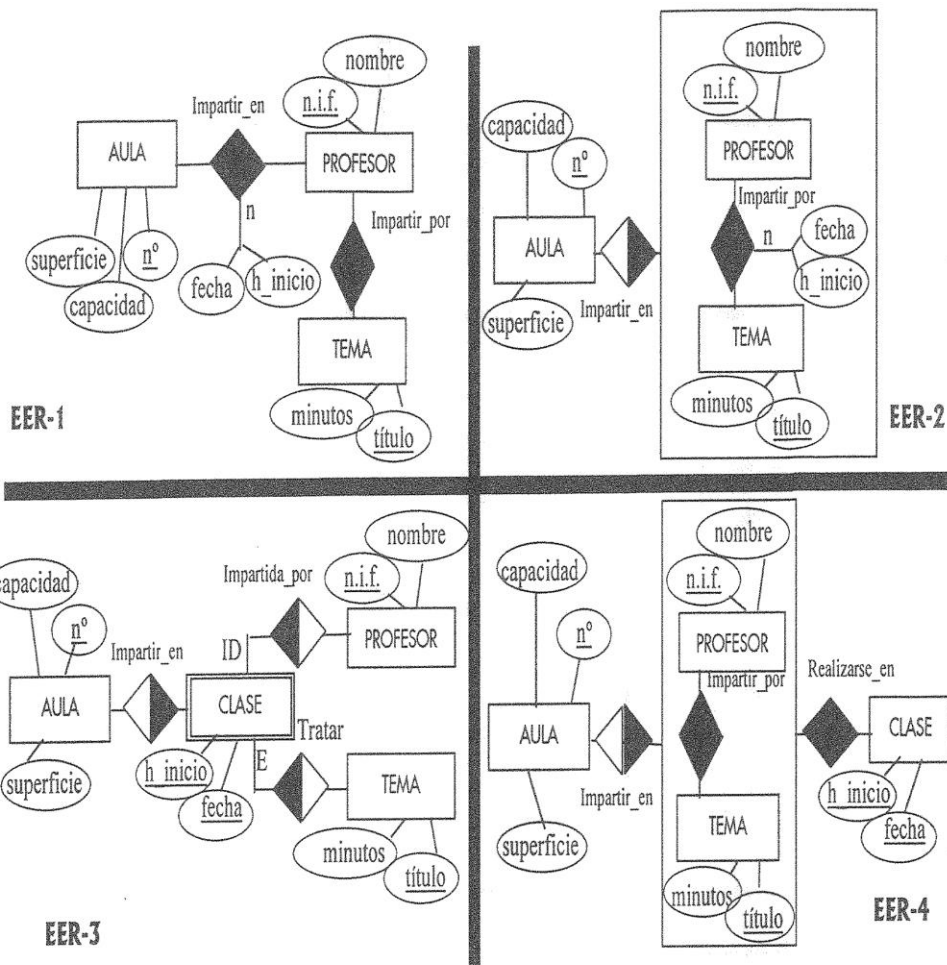 nombre
n.i.f.
Impartir_en
AULA
PROFESOR
n
Impartir_por
superficie
nº
capacidad
fecha
h_inicio
TEMA
minutos
título
EER-1
nombre
n.i.f.
capacidad
nº
PROFESOR
Impartir_por
AULA
n
fecha
h_inicio
Impartir_en
superficie
TEMA
minutos
título
EER-2
nombre
capacidad
Impartida_por
n.i.f.
nº
Impartir_en
ID
PROFESOR
AULA
CLASE
Tratar
superficie
h_inicio
E
fecha
TEMA
minutos
título
EER-3
nombre
capacidad
n.i.f.
nº
PROFESOR
Realizarse_en
Impartir_por
AULA
CLASE
Impartir_en
h_inicio
superficie
TEMA
fecha
minutos
título
EER-4